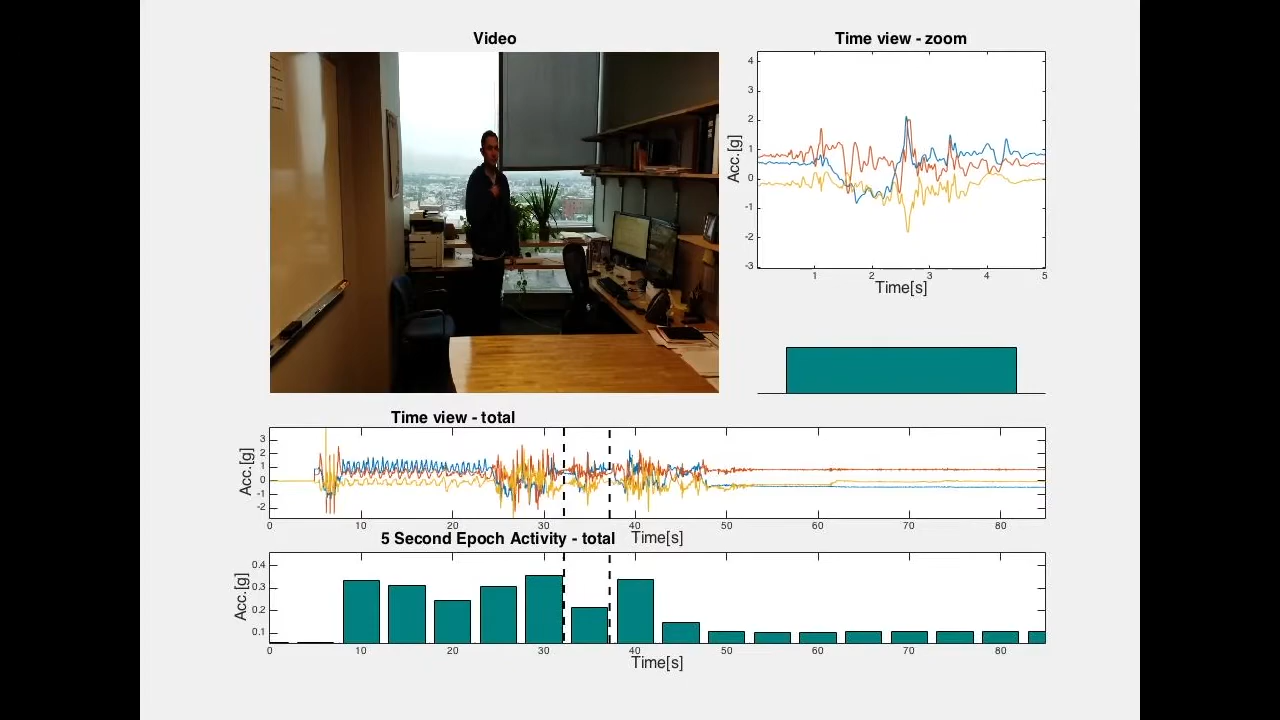 Video
Time view - zoom
Acc.[g]
4
3
2
1
0
-1
-2
-3
1 2 3 4 5
Time[s]
Time view - total
Acc.[g]
3
2
1
0
-1
-2
0 10 20 30 40 50 60 70 80
Time[s]
5 Second Epoch Activity - total
Acc.[g]
0.4
0.3
0.2
0.1
0 10 20 30 40 50 60 70 80
Time[s]